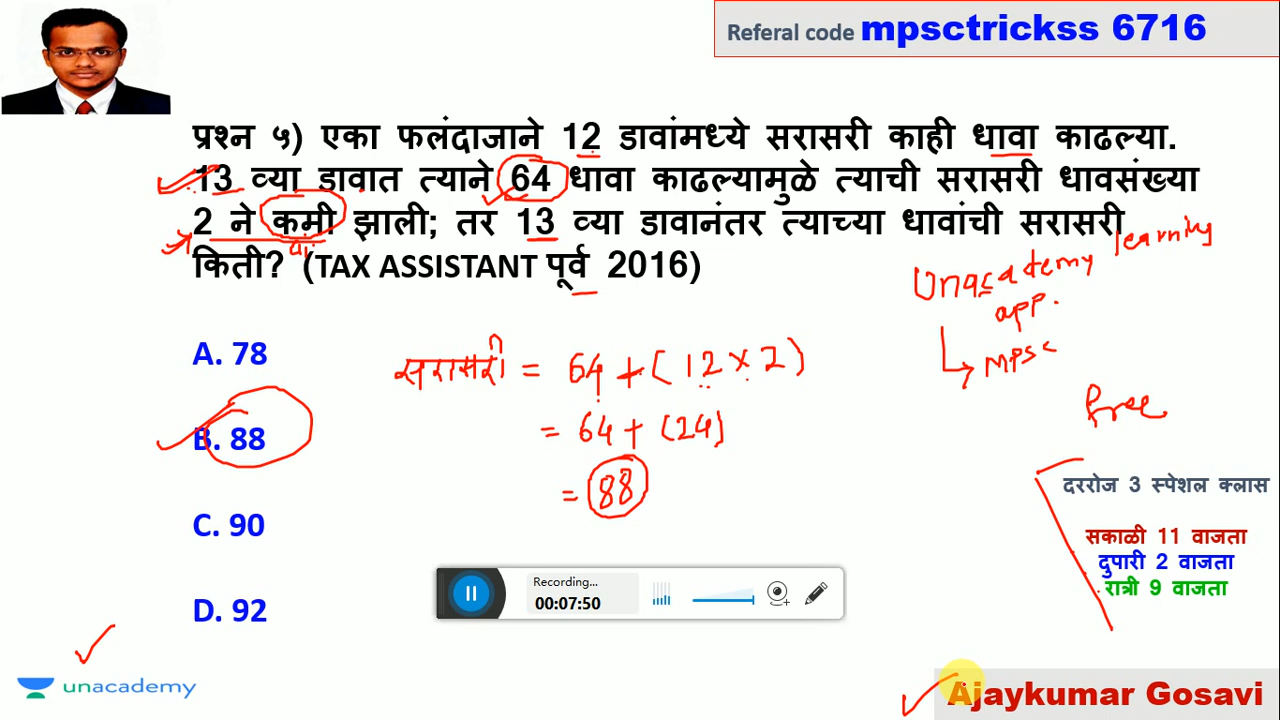 Referal code mpsctrickss 6716
प्रश्न ५) एका फलंदाजाने 12 डावांमध्ये सरासरी काही धावा काढल्या.
13 व्या डावात त्याने 64 धावा काढल्यामुळे त्याची सरासरी धावसंख्या
2 ने कमी झाली; तर 13 व्या डावानंतर त्याच्या धावांची सरासरी
किती? (TAX ASSISTANT पूर्व 2016)
Unacademy learning
app.
MPSC
free
A. 78
B. 88
C. 90
D. 92
सरासरी = 64 + (12 x 2)
= 64 + (24)
= 88
दररोज 3 स्पेशल क्लास
सकाळी 11 वाजता
दुपारी 2 वाजता
रात्री 9 वाजता
Recording...
00:07:50
unacademy
Ajaykumar Gosavi